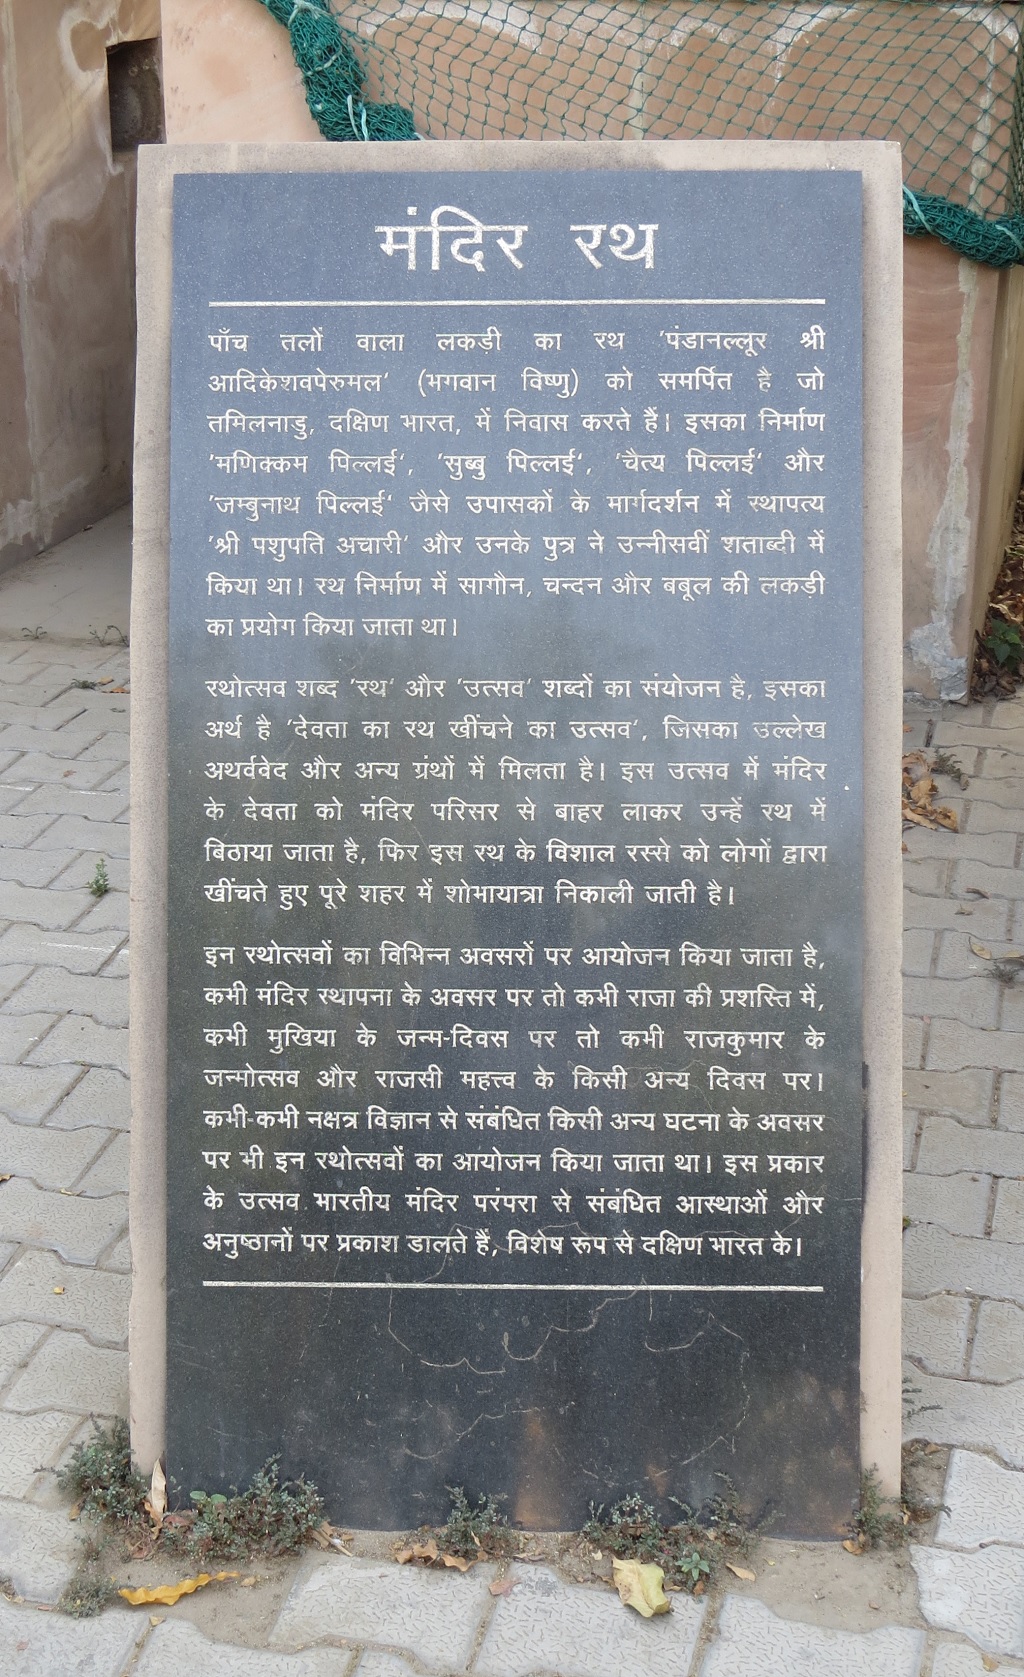 मंदिर रथ
पाँच तलों वाला लकड़ी का रथ 'पंडानल्लूर श्री
आदिकेशवपेरुमल' (भगवान विष्णु) को समर्पित है जो
तमिलनाडु, दक्षिण भारत, में निवास करते हैं। इसका निर्माण
'मणिक्कम पिल्लई', 'सुब्बु पिल्लई', 'चैत्य पिल्लई' और
'जम्बुनाथ पिल्लई' जैसे उपासकों के मार्गदर्शन में स्थापत्य
'श्री पशुपति अचारी' और उनके पुत्र ने उन्नीसवीं शताब्दी में
किया था। रथ निर्माण में सागौन, चन्दन और बबूल की लकड़ी
का प्रयोग किया जाता था।
रथोत्सव शब्द 'रथ' और 'उत्सव' शब्दों का संयोजन है, इसका
अर्थ है 'देवता का रथ खींचने का उत्सव', जिसका उल्लेख
अथर्ववेद और अन्य ग्रंथों में मिलता है। इस उत्सव में मंदिर
के देवता को मंदिर परिसर से बाहर लाकर उन्हें रथ में
बिठाया जाता है, फिर इस रथ के विशाल रस्से को लोगों द्वारा
खींचते हुए पूरे शहर में शोभायात्रा निकाली जाती है।
इन रथोत्सवों का विभिन्न अवसरों पर आयोजन किया जाता है,
कभी मंदिर स्थापना के अवसर पर तो कभी राजा की प्रशस्ति में,
कभी मुखिया के जन्म-दिवस पर तो कभी राजकुमार के
जन्मोत्सव और राजसी महत्त्व के किसी अन्य दिवस पर।
कभी-कभी नक्षत्र विज्ञान से संबंधित किसी अन्य घटना के अवसर
पर भी इन रथोत्सवों का आयोजन किया जाता था। इस प्रकार
के उत्सव भारतीय मंदिर परंपरा से संबंधित आस्थाओं और
अनुष्ठानों पर प्रकाश डालते हैं, विशेष रूप से दक्षिण भारत के।